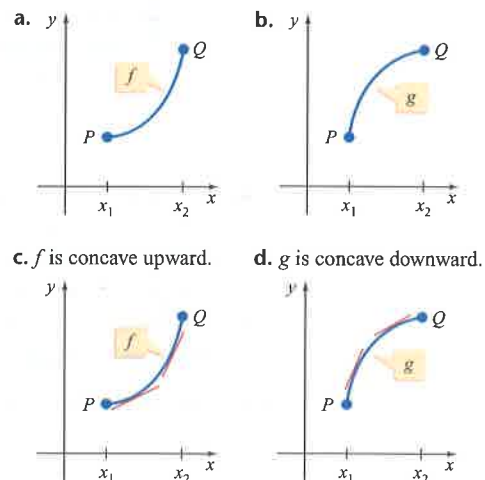 a. y b. y
Q Q
f g
P P
x₁ x₂ x x₁ x₂ x
c. f is concave upward. d. g is concave downward.
y y
Q Q
f g
P P
x₁ x₂ x x₁ x₂ x